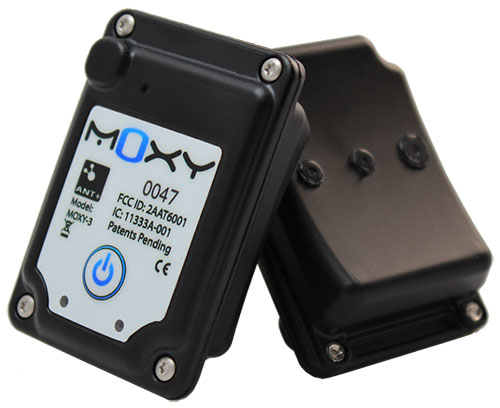 MOXY
0047
ANT+
FCC ID: 2AAT6001
Model:
IC: 11333A-001
MOXY-3
Patents Pending
CE